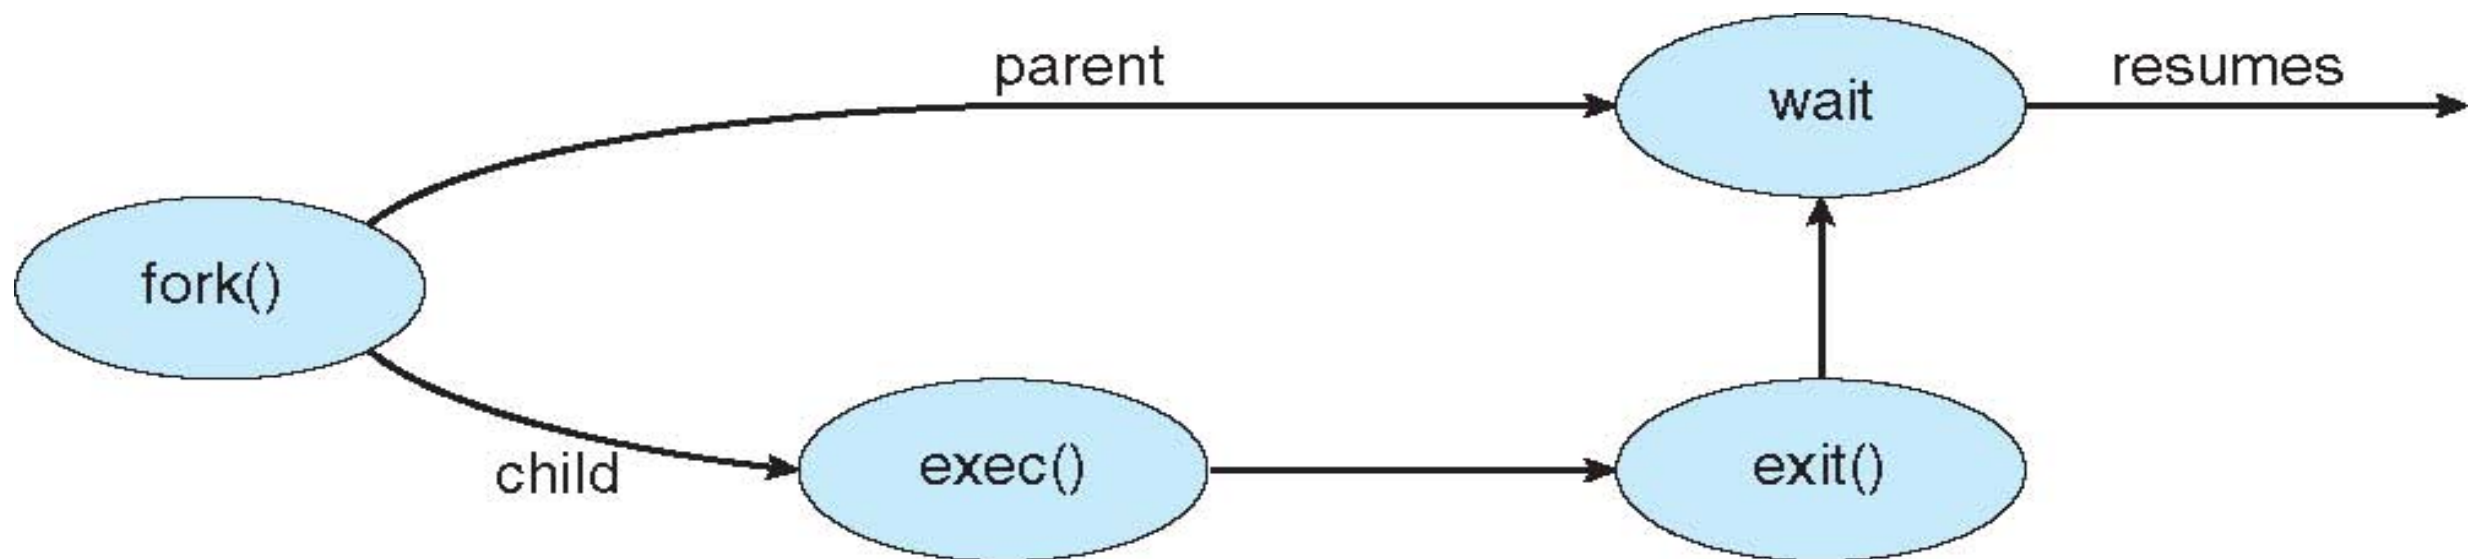 parent
resumes
wait
fork()
child
exec()
exit()